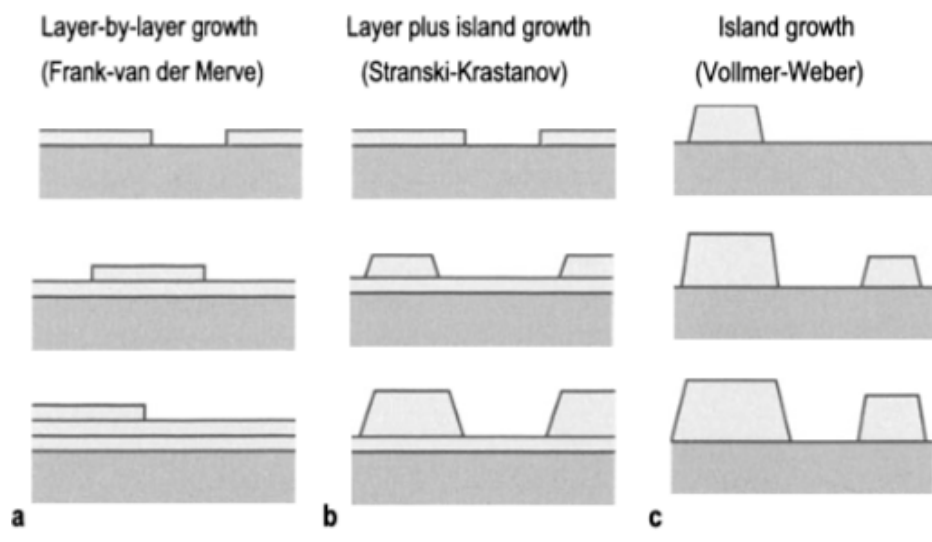 Layer-by-layer growth
(Frank-van der Merve)
Layer plus island growth
(Stranski-Krastanov)
Island growth
(Vollmer-Weber)
a
b
c